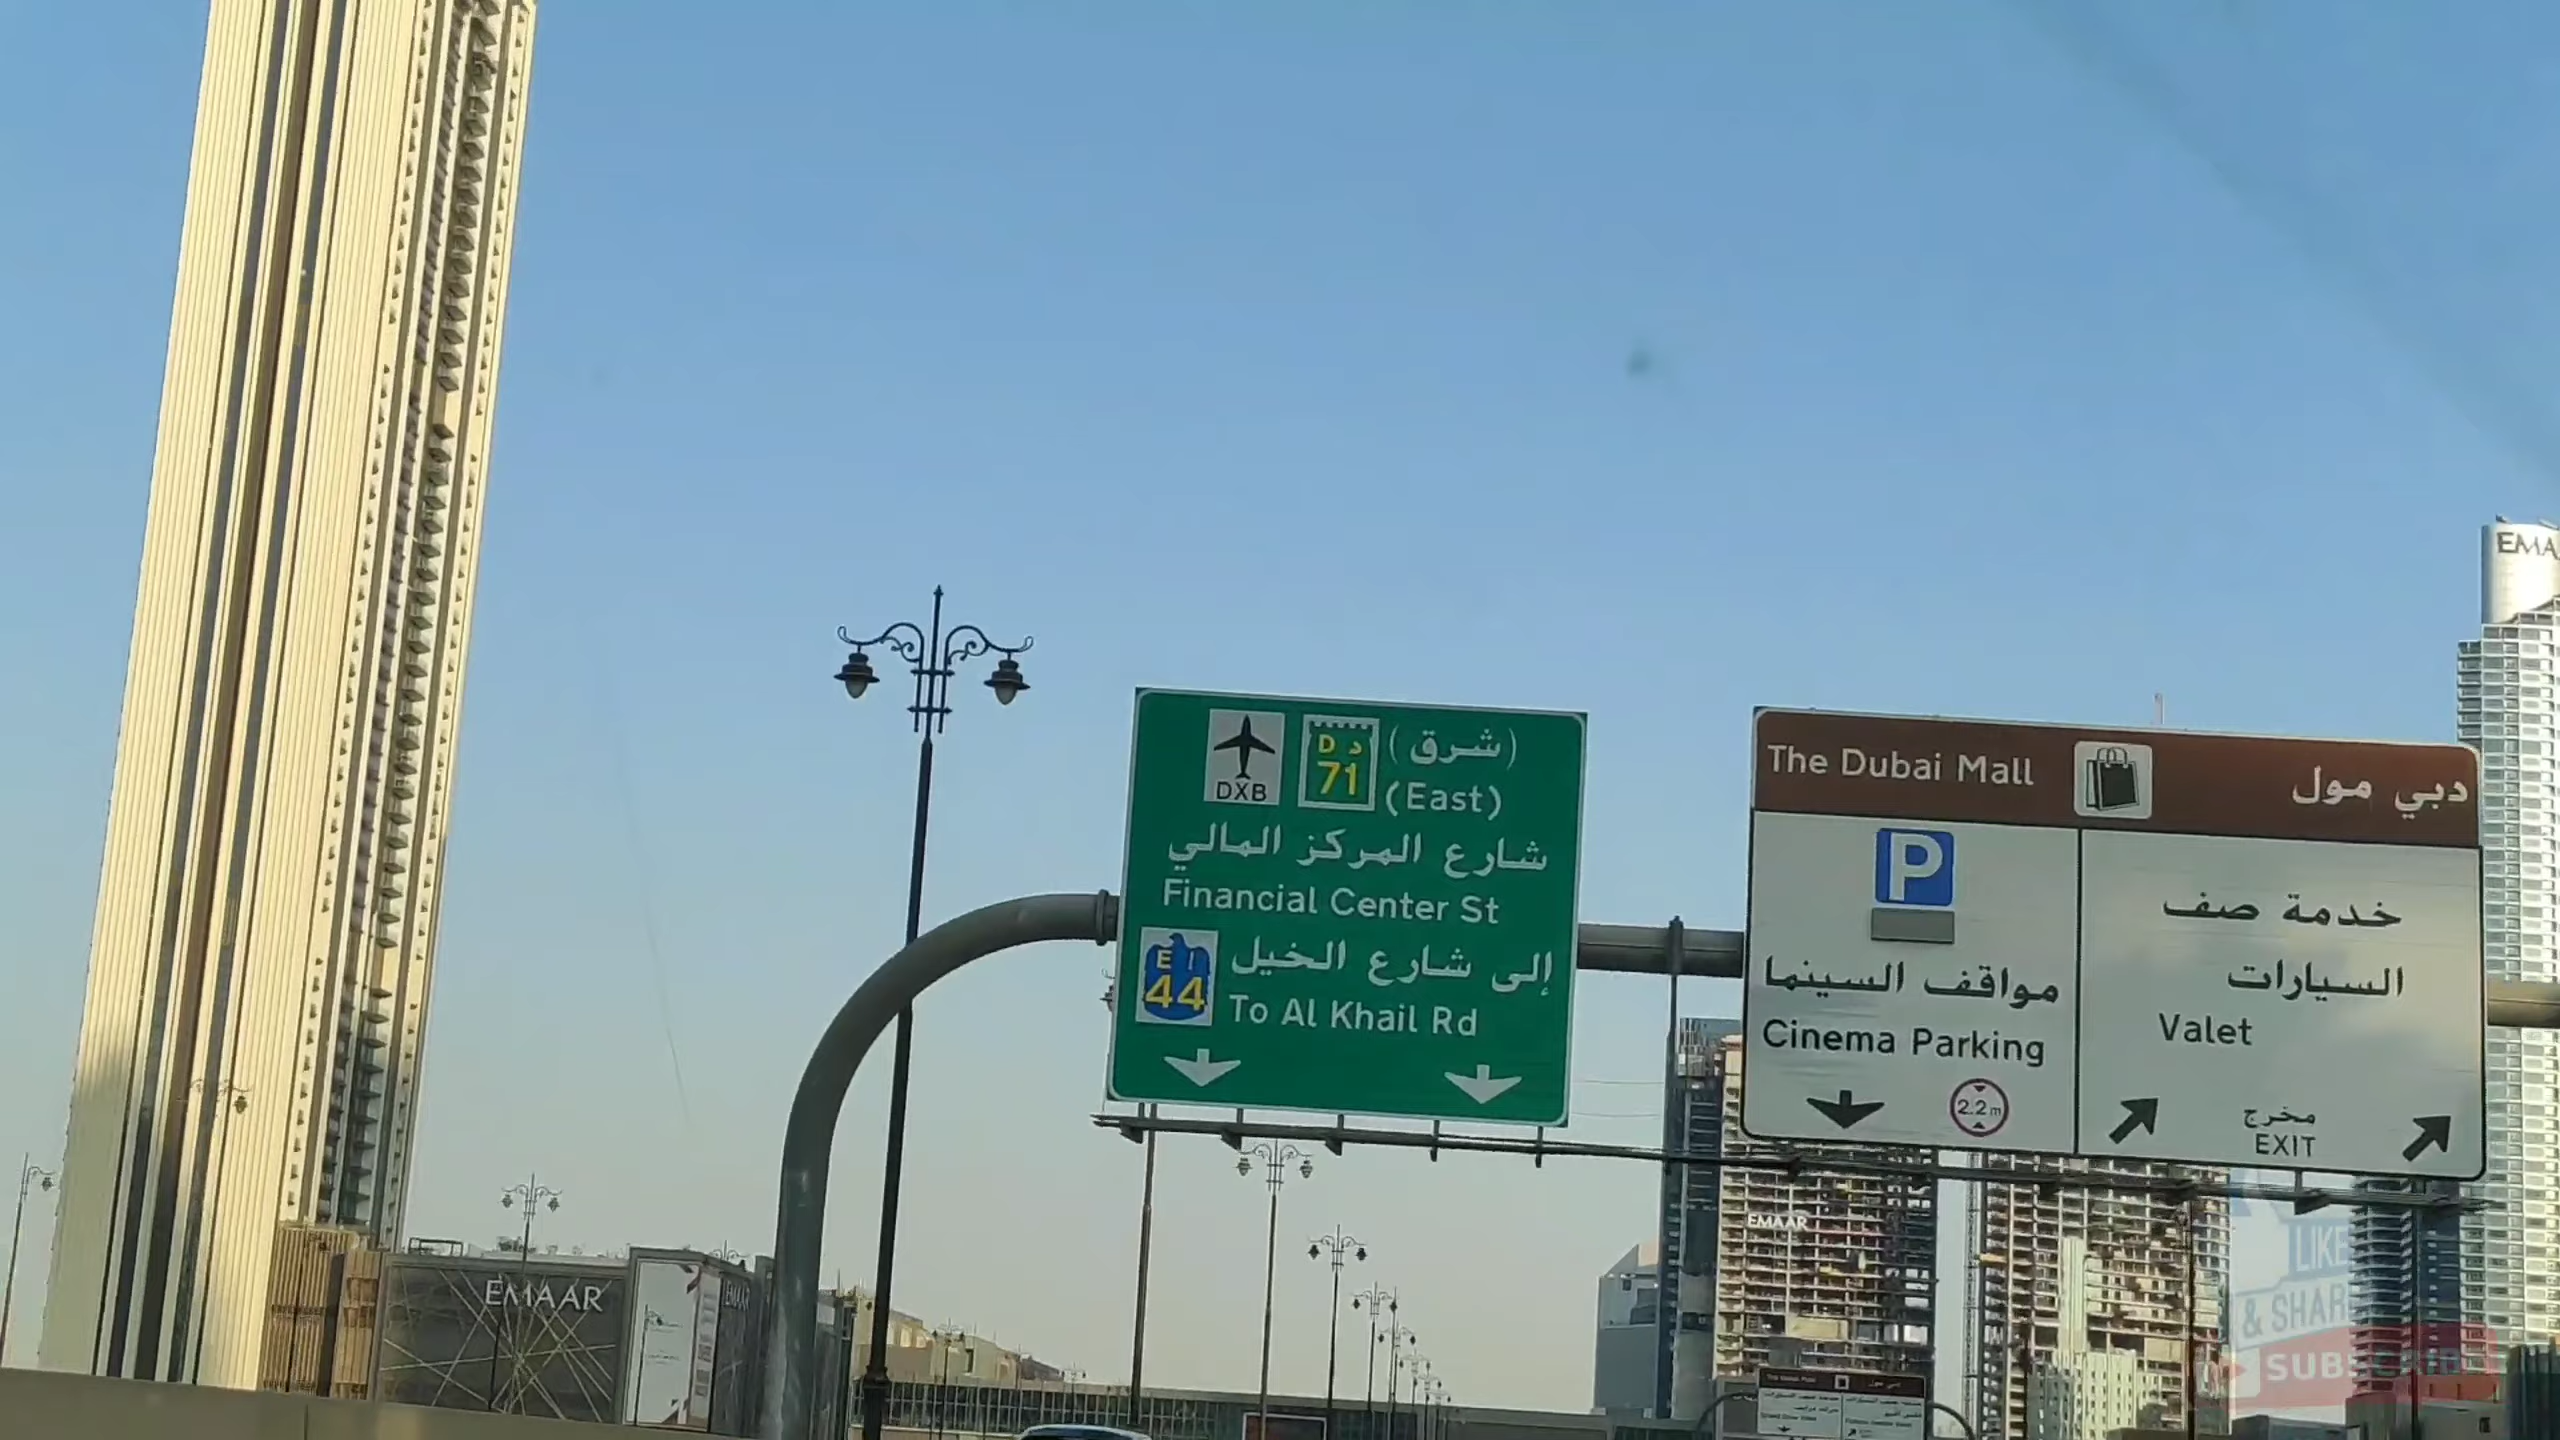 DXB
D د
71
(شرق)
(East)
شارع المركز المالي
Financial Center St
E إ
44
إلى شارع الخيل
To Al Khail Rd
The Dubai Mall
دبي مول
P
مواقف السينما
Cinema Parking
2.2m
خدمة صف
السيارات
Valet
مخرج
EXIT
EMA
EMAAR
EMAAR
EMAAR
LIKE
& SHARE
SUBSCRIBE